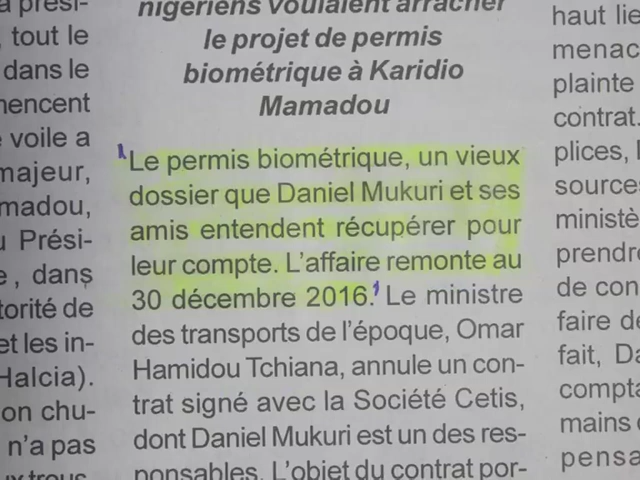 a prési-
, tout le
dans le
mencent
e voile a
majeur,
madou,
u Prési-
e, dans
torité de
et les in-
Halcia).
on chu-
n'a pas
nigériens voulaient arracher
le projet de permis
biométrique à Karidio
Mamadou
Le permis biométrique, un vieux
dossier que Daniel Mukuri et ses
amis entendent récupérer pour
leur compte. L'affaire remonte au
30 décembre 2016. Le ministre
des transports de l'époque, Omar
Hamidou Tchiana, annule un con-
trat signé avec la Société Cetis,
dont Daniel Mukuri est un des res-
ponsables. L'objet du contrat por-
haut lie
menac
plainte
contrat.
plices, l
source
ministè
prendr
de con
faire de
fait, Da
compta
mains
pensa